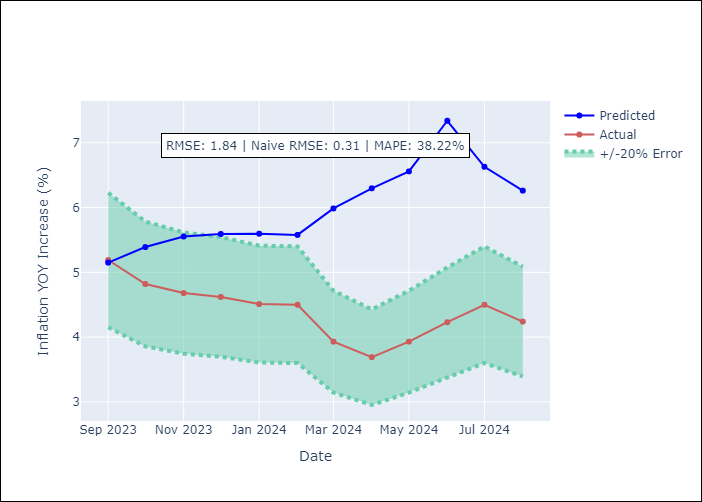 Predicted
Actual
+/-20% Error
RMSE: 1.84 | Naive RMSE: 0.31 | MAPE: 38.22%
7
6
5
4
3
Inflation YOY Increase (%)
Sep 2023 Nov 2023 Jan 2024 Mar 2024 May 2024 Jul 2024
Date